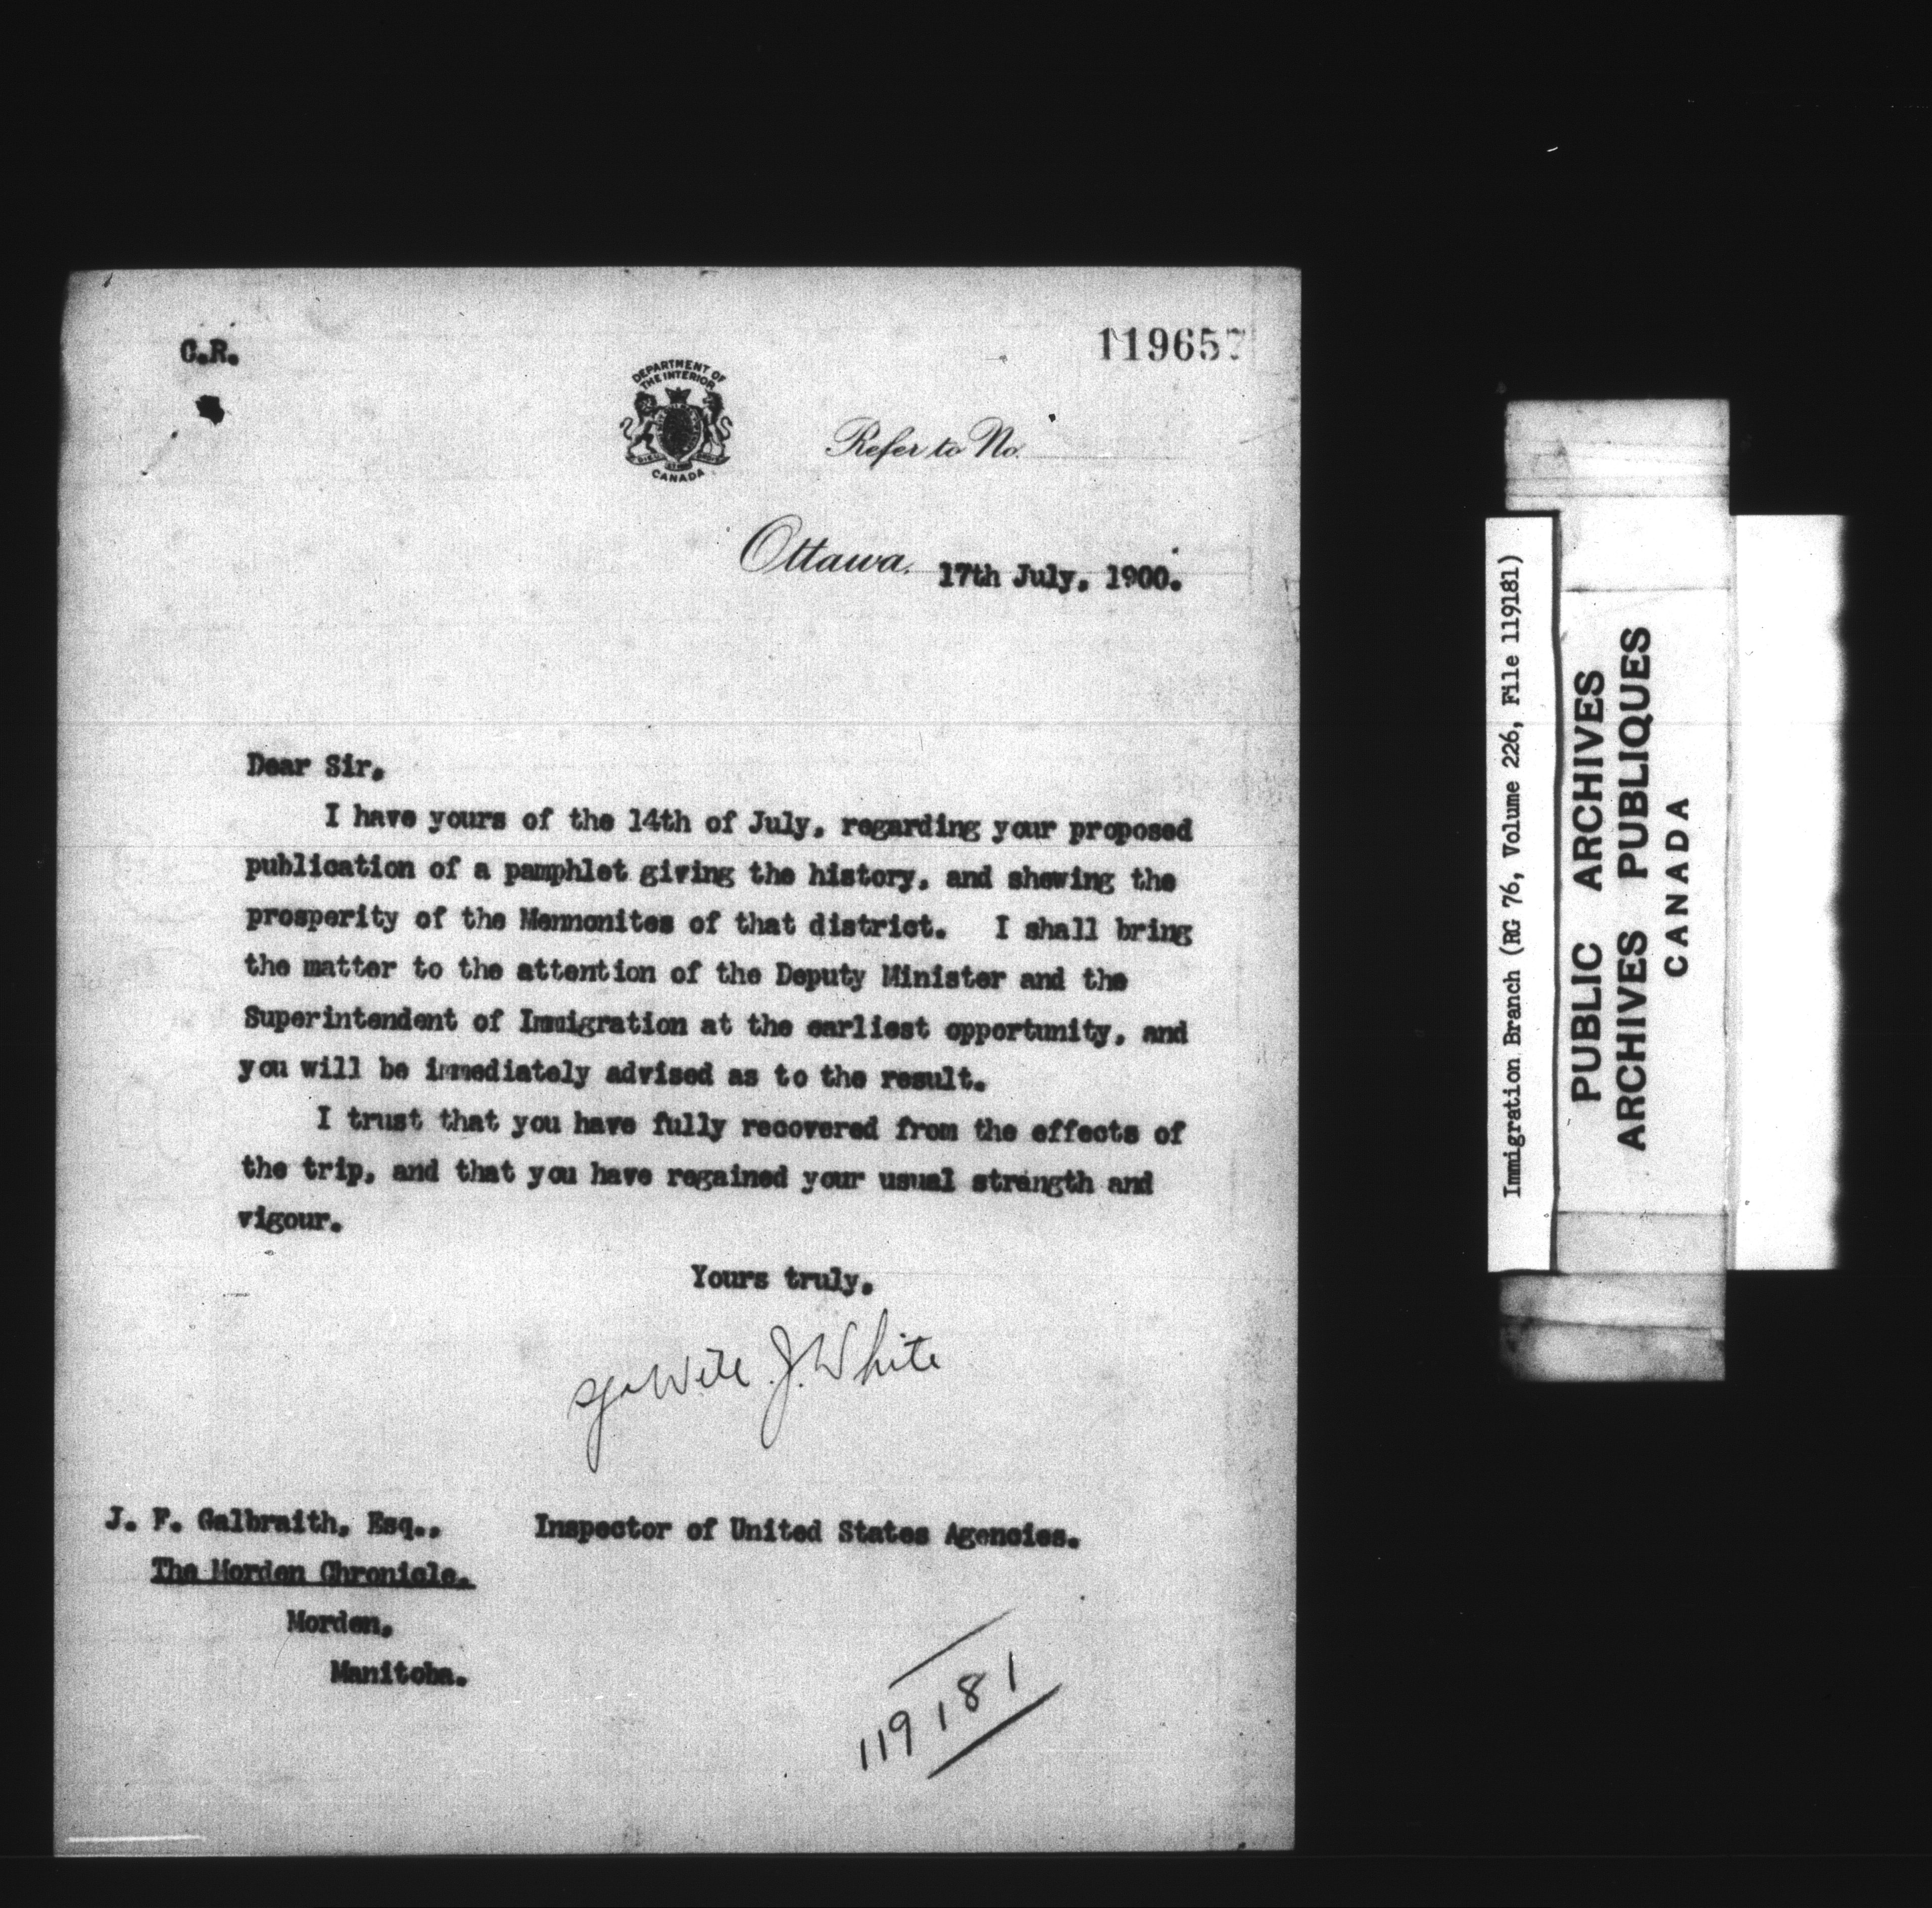 C.R.
119657
DEPARTMENT OF
THE INTERIOR
CANADA
Refer to No.
Ottawa, 17th July, 1900.
Dear Sir,
I have yours of the 14th of July, regarding your proposed
publication of a pamphlet giving the history, and shewing the
prosperity of the Mennonites of that district. I shall bring
the matter to the attention of the Deputy Minister and the
Superintendent of Immigration at the earliest opportunity, and
you will be immediately advised as to the result.
I trust that you have fully recovered from the effects of
the trip, and that you have regained your usual strength and
vigour.
Yours truly,
Will J. White
J. F. Galbraith, Esq.,
Inspector of United States Agencies.
The Morden Chronicle,
Morden,
Manitoba.
119181
Immigration Branch (RG 76, Volume 226, File 119181)
PUBLIC ARCHIVES
ARCHIVES PUBLIQUES
CANADA